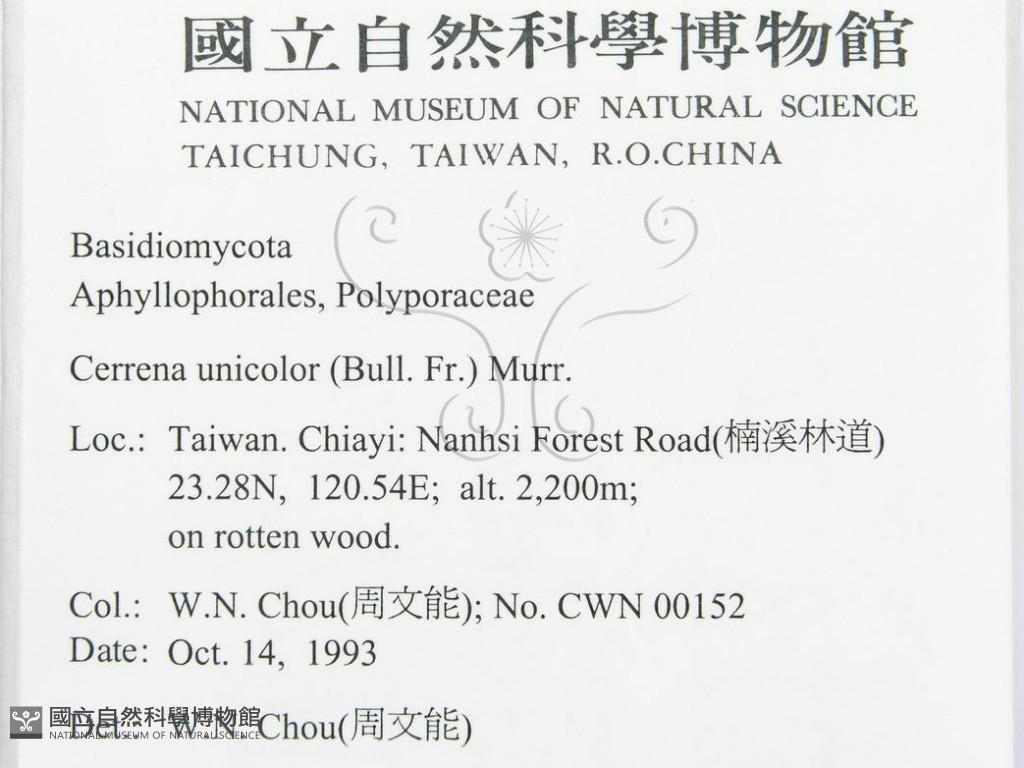 國立自然科學博物館
NATIONAL MUSEUM OF NATURAL SCIENCE
TAICHUNG, TAIWAN, R.O.CHINA
Basidiomycota
Aphyllophorales, Polyporaceae
Cerrena unicolor (Bull. Fr.) Murr.
Loc.: Taiwan. Chiayi: Nanhsi Forest Road(楠溪林道)
23.28N, 120.54E; alt. 2,200m;
on rotten wood.
Col.: W.N. Chou(周文能); No. CWN 00152
Date: Oct. 14, 1993
Det.: W.N. Chou(周文能)
國立自然科學博物館
NATIONAL MUSEUM OF NATURAL SCIENCE